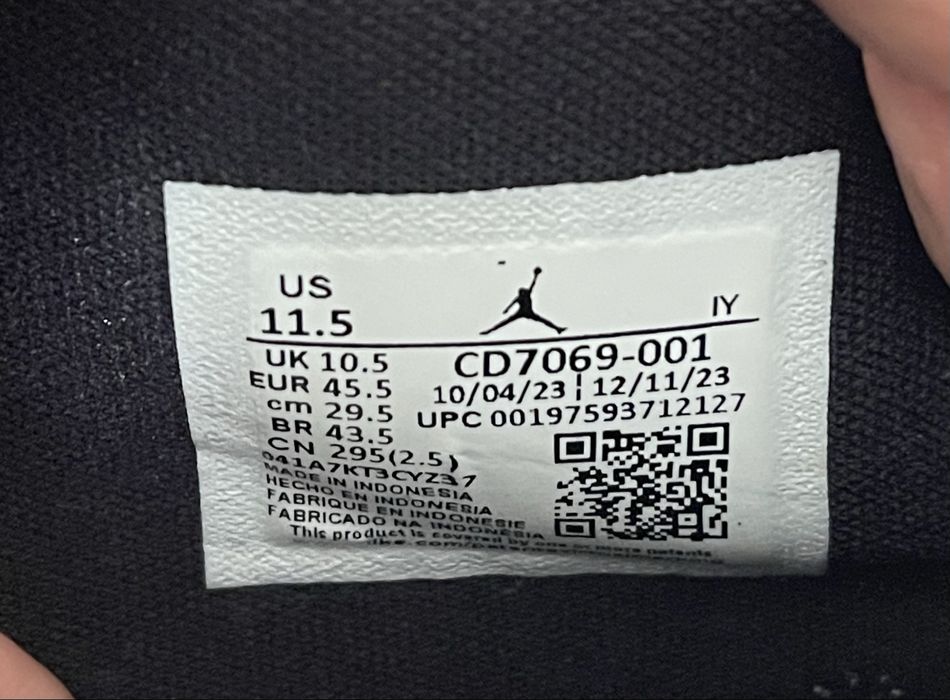 US
11.5
IY
UK 10.5
EUR 45.5
cm 29.5
BR 43.5
CN 295(2.5)
CD7069-001
10/04/23 ¦ 12/11/23
UPC 00197593712127
041A7KT3CYZ37
MADE IN INDONESIA
HECHO EN INDONESIA
FABRIQUE EN INDONESIE
FABRICADO NA INDONESIA
This product is covered by one or more patents